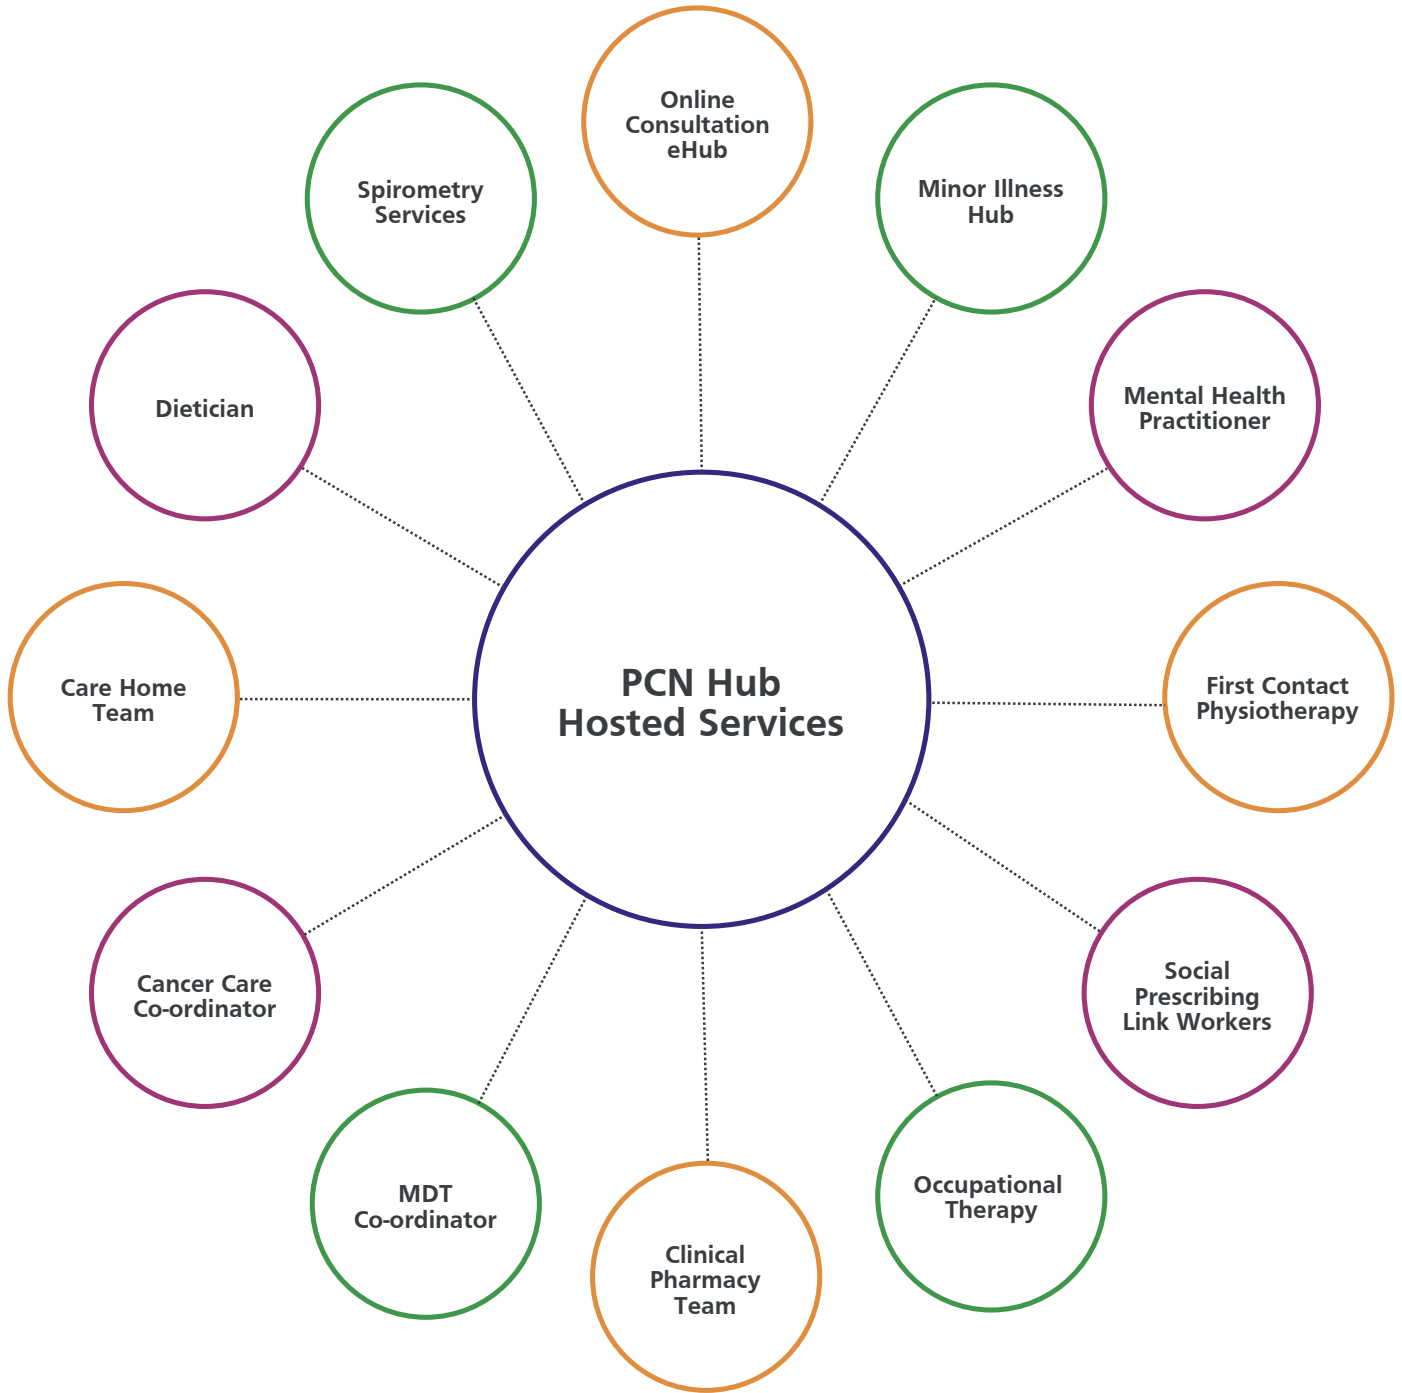 Online
Consultation
eHub
Minor Illness
Hub
Mental Health
Practitioner
First Contact
Physiotherapy
Social
Prescribing
Link Workers
Occupational
Therapy
Clinical
Pharmacy
Team
MDT
Co-ordinator
Cancer Care
Co-ordinator
Care Home
Team
Dietician
Spirometry
Services
PCN Hub
Hosted Services